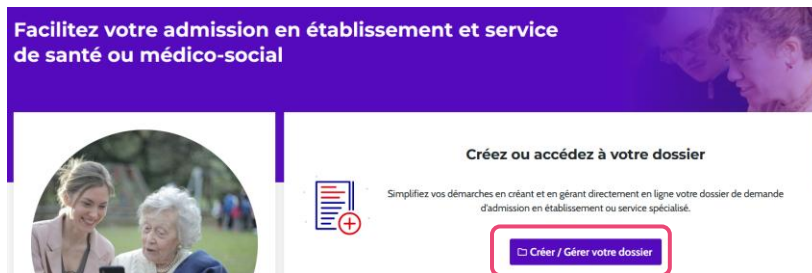 Facilitez votre admission en établissement et service
de santé ou médico-social
Créez ou accédez à votre dossier
Simplifiez vos démarches en créant et en gérant directement en ligne votre dossier de demande
d'admission en établissement ou service spécialisé.
Créer / Gérer votre dossier